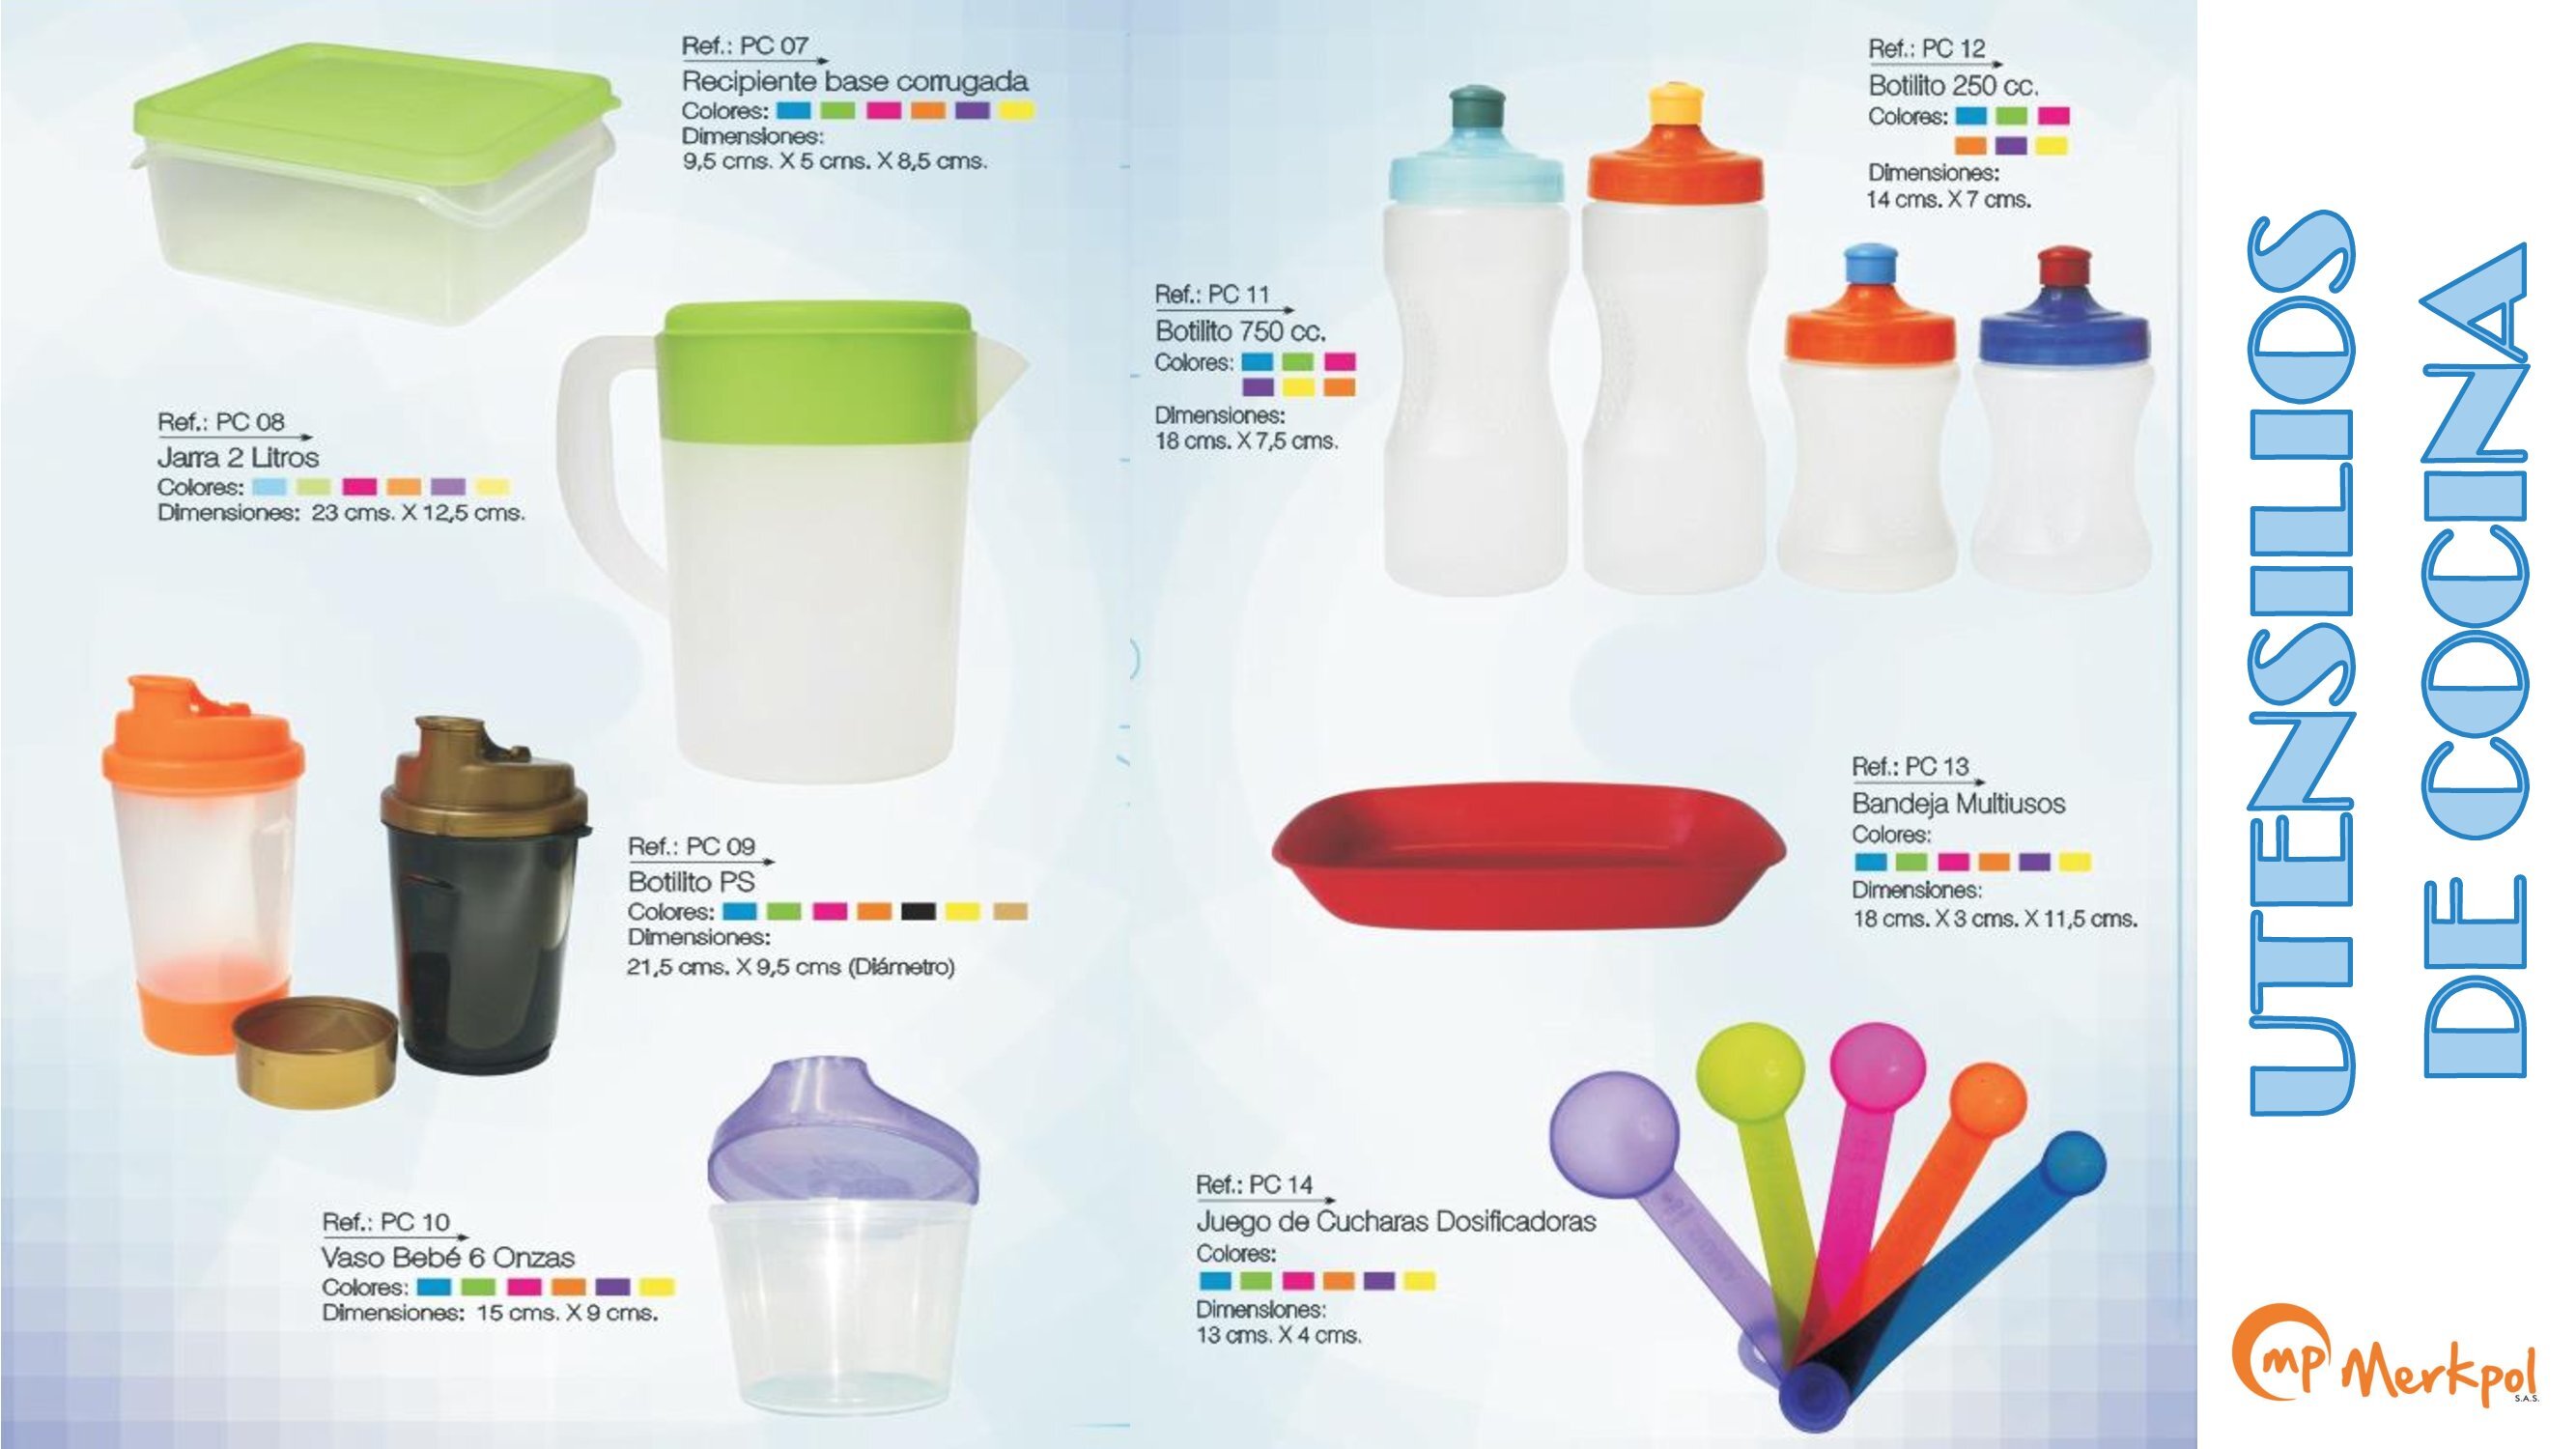 Ref.: PC 07
Recipiente base corrugada
Colores:
Dimensiones:
9,5 cms. X 5 cms. X 8,5 cms.
Ref.: PC 08
Jarra 2 Litros
Colores:
Dimensiones: 23 cms. X 12,5 cms.
Ref.: PC 09
Botilito PS
Colores:
Dimensiones:
21,5 cms. X 9,5 cms (Diámetro)
Ref.: PC 10
Vaso Bebé 6 Onzas
Colores:
Dimensiones: 15 cms. X 9 cms.
Ref.: PC 12
Botilito 250 cc.
Colores:
Dimensiones:
14 cms. X 7 cms.
Ref.: PC 11
Botilito 750 cc.
Colores:
Dimensiones:
18 cms. X 7,5 cms.
Ref.: PC 13
Bandeja Multiusos
Colores:
Dimensiones:
18 cms. X 3 cms. X 11,5 cms.
Ref.: PC 14
Juego de Cucharas Dosificadoras
Colores:
Dimensiones:
13 cms. X 4 cms.
UTENSILIOS
DE COCINA
mp Merkpol
S.A.S.